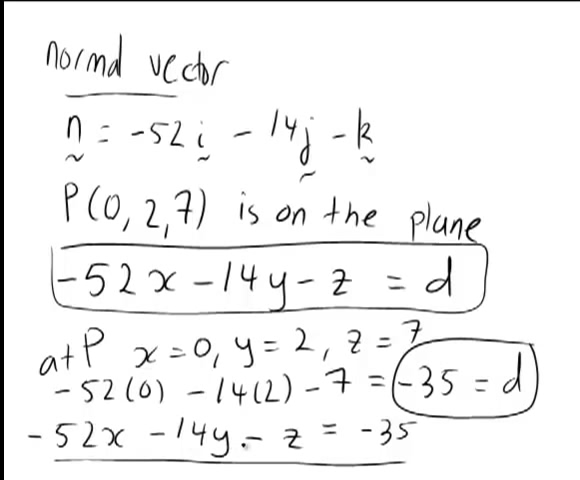 normal vector
n = -52i - 14j - k
P(0, 2, 7) is on the plane
-52x - 14y - z = d
at P x = 0, y = 2, z = 7
-52(0) - 14(2) - 7 = -35 = d
-52x - 14y - z = -35